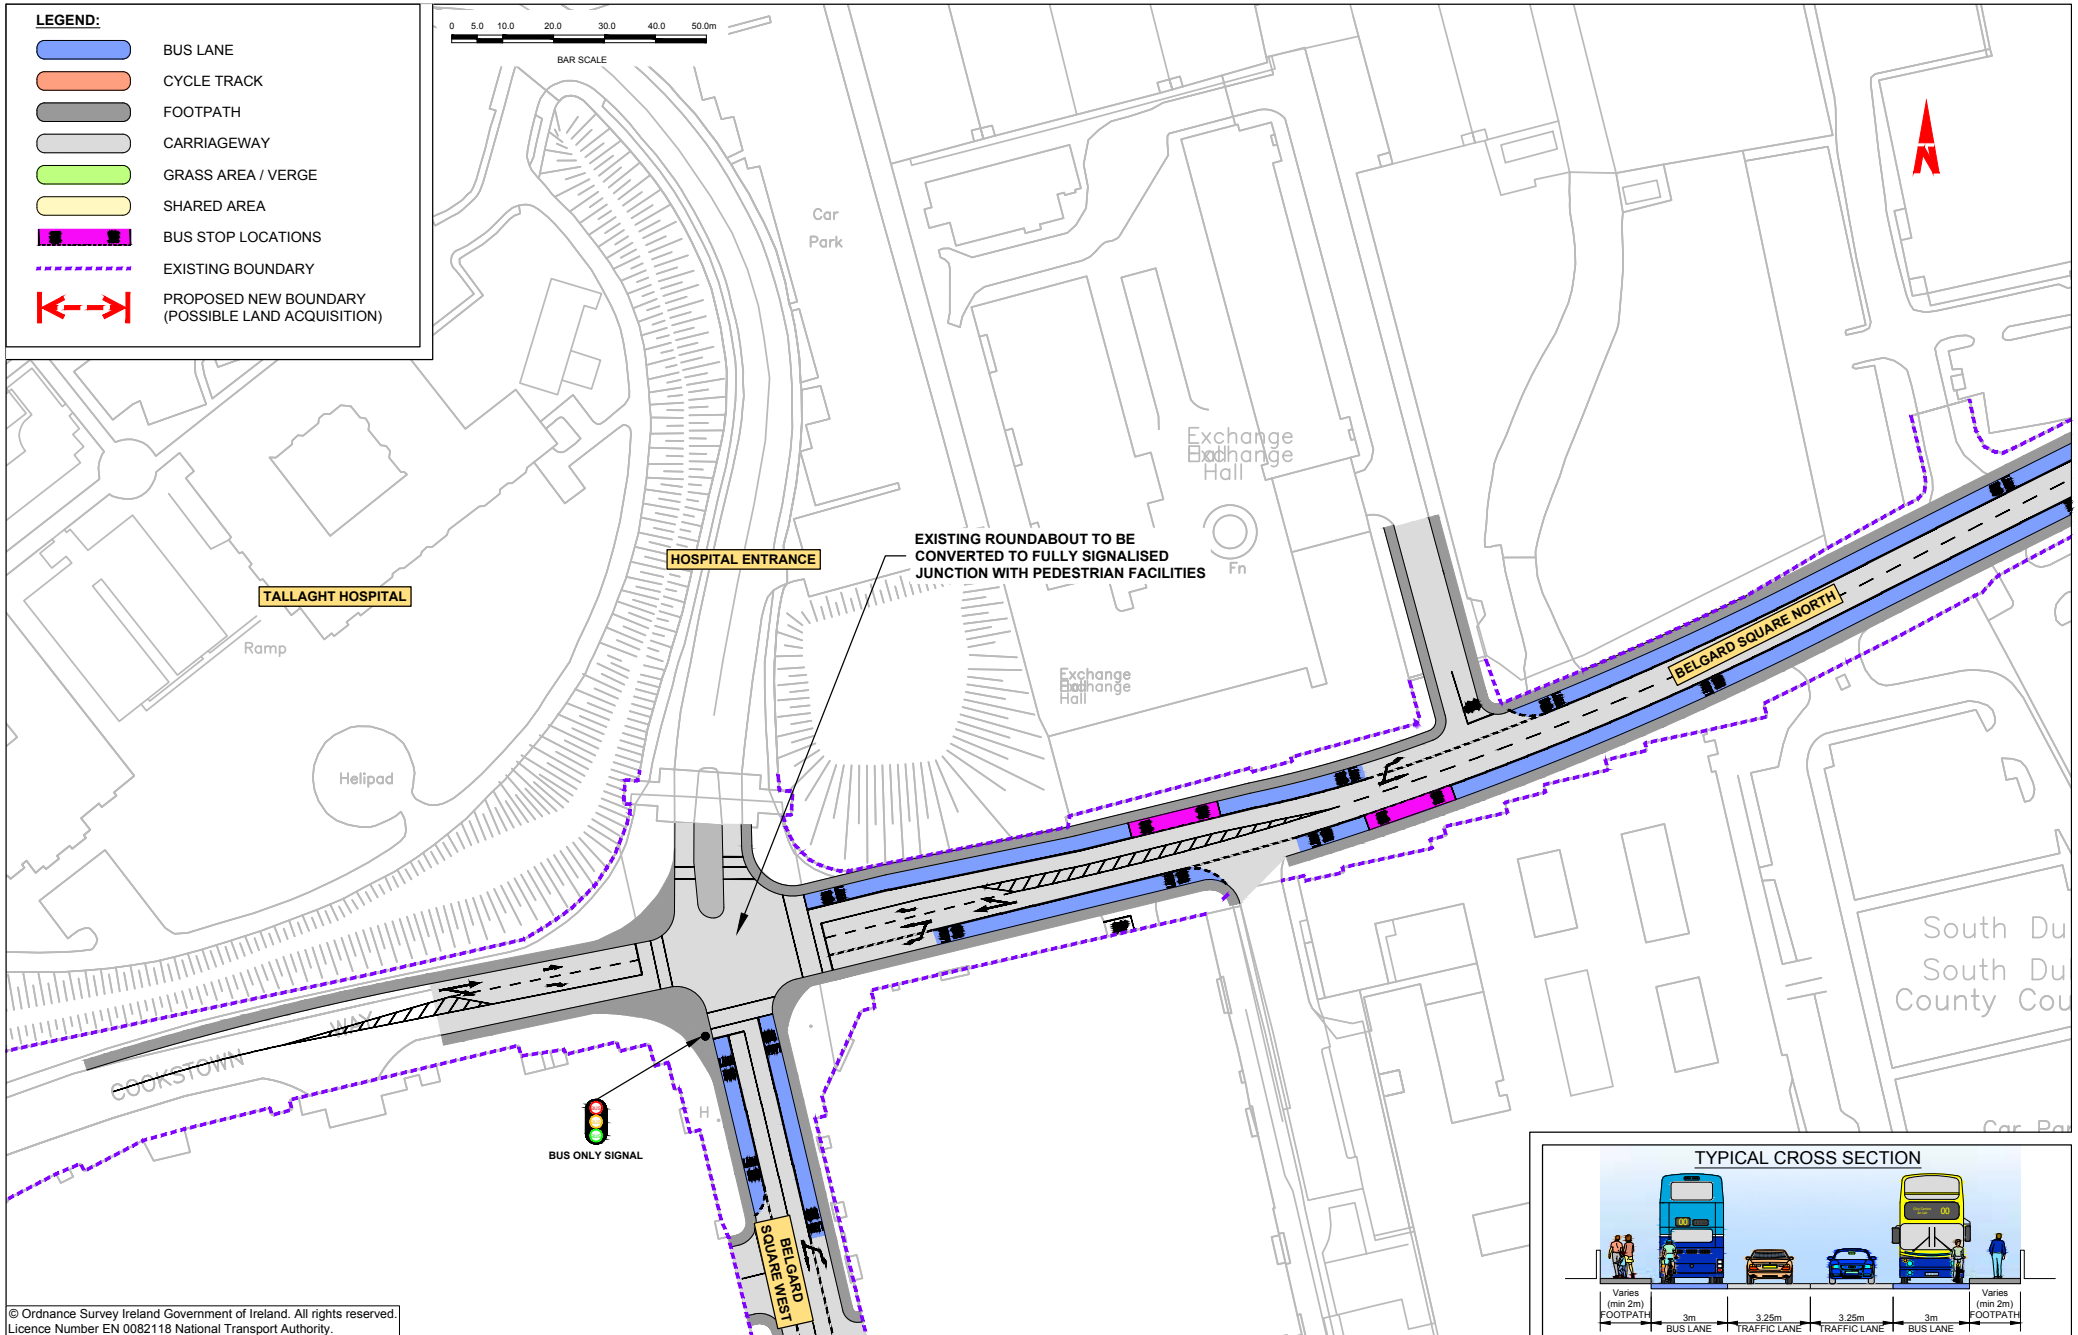 LEGEND:
BUS LANE
CYCLE TRACK
FOOTPATH
CARRIAGEWAY
GRASS AREA / VERGE
SHARED AREA
BUS STOP LOCATIONS
EXISTING BOUNDARY
PROPOSED NEW BOUNDARY
(POSSIBLE LAND ACQUISITION)
0 5.0 10.0 20.0 30.0 40.0 50.0m
BAR SCALE
N
Car
Park
Exchange
Exchange
Hall
Fn
EXISTING ROUNDABOUT TO BE
CONVERTED TO FULLY SIGNALISED
JUNCTION WITH PEDESTRIAN FACILITIES
HOSPITAL ENTRANCE
TALLAGHT HOSPITAL
Ramp
Helipad
Exchange
Exchange
Hall
BELGARD SQUARE NORTH
South Du
South Du
County Cou
Car Par
COOKSTOWN WAY
H
BUS ONLY SIGNAL
BELGARD
SQUARE WEST
TYPICAL CROSS SECTION
00
00
Varies
(min 2m)
FOOTPATH
3m
BUS LANE
3.25m
TRAFFIC LANE
3.25m
TRAFFIC LANE
3m
BUS LANE
Varies
(min 2m)
FOOTPATH
© Ordnance Survey Ireland Government of Ireland. All rights reserved.
Licence Number EN 0082118 National Transport Authority.